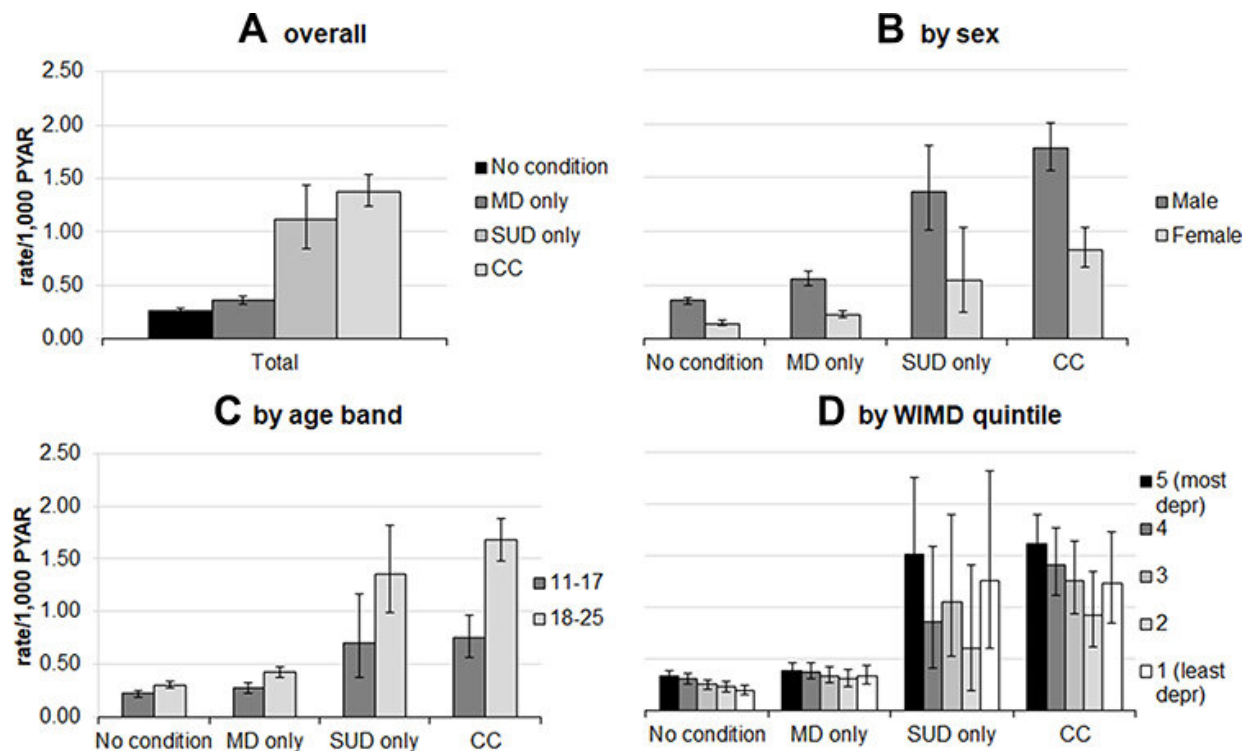 A overall
2.50
2.00
1.50
1.00
0.50
0.00
rate/1,000 PYAR
Total
No condition
MD only
SUD only
CC
B by sex
No condition
MD only
SUD only
CC
Male
Female
C by age band
2.50
2.00
1.50
1.00
0.50
0.00
rate/1,000 PYAR
No condition
MD only
SUD only
CC
11-17
18-25
D by WIMD quintile
No condition
MD only
SUD only
CC
5 (most
depr)
4
3
2
1 (least
depr)